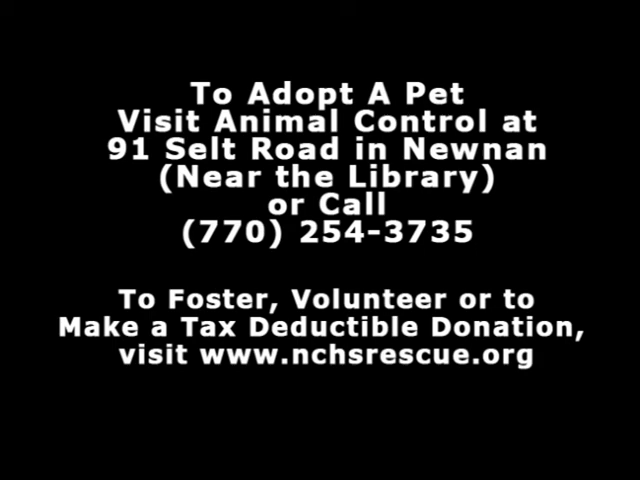 To Adopt A Pet
Visit Animal Control at
91 Selt Road in Newnan
(Near the Library)
or Call
(770) 254-3735
To Foster, Volunteer or to
Make a Tax Deductible Donation,
visit www.nchsrescue.org